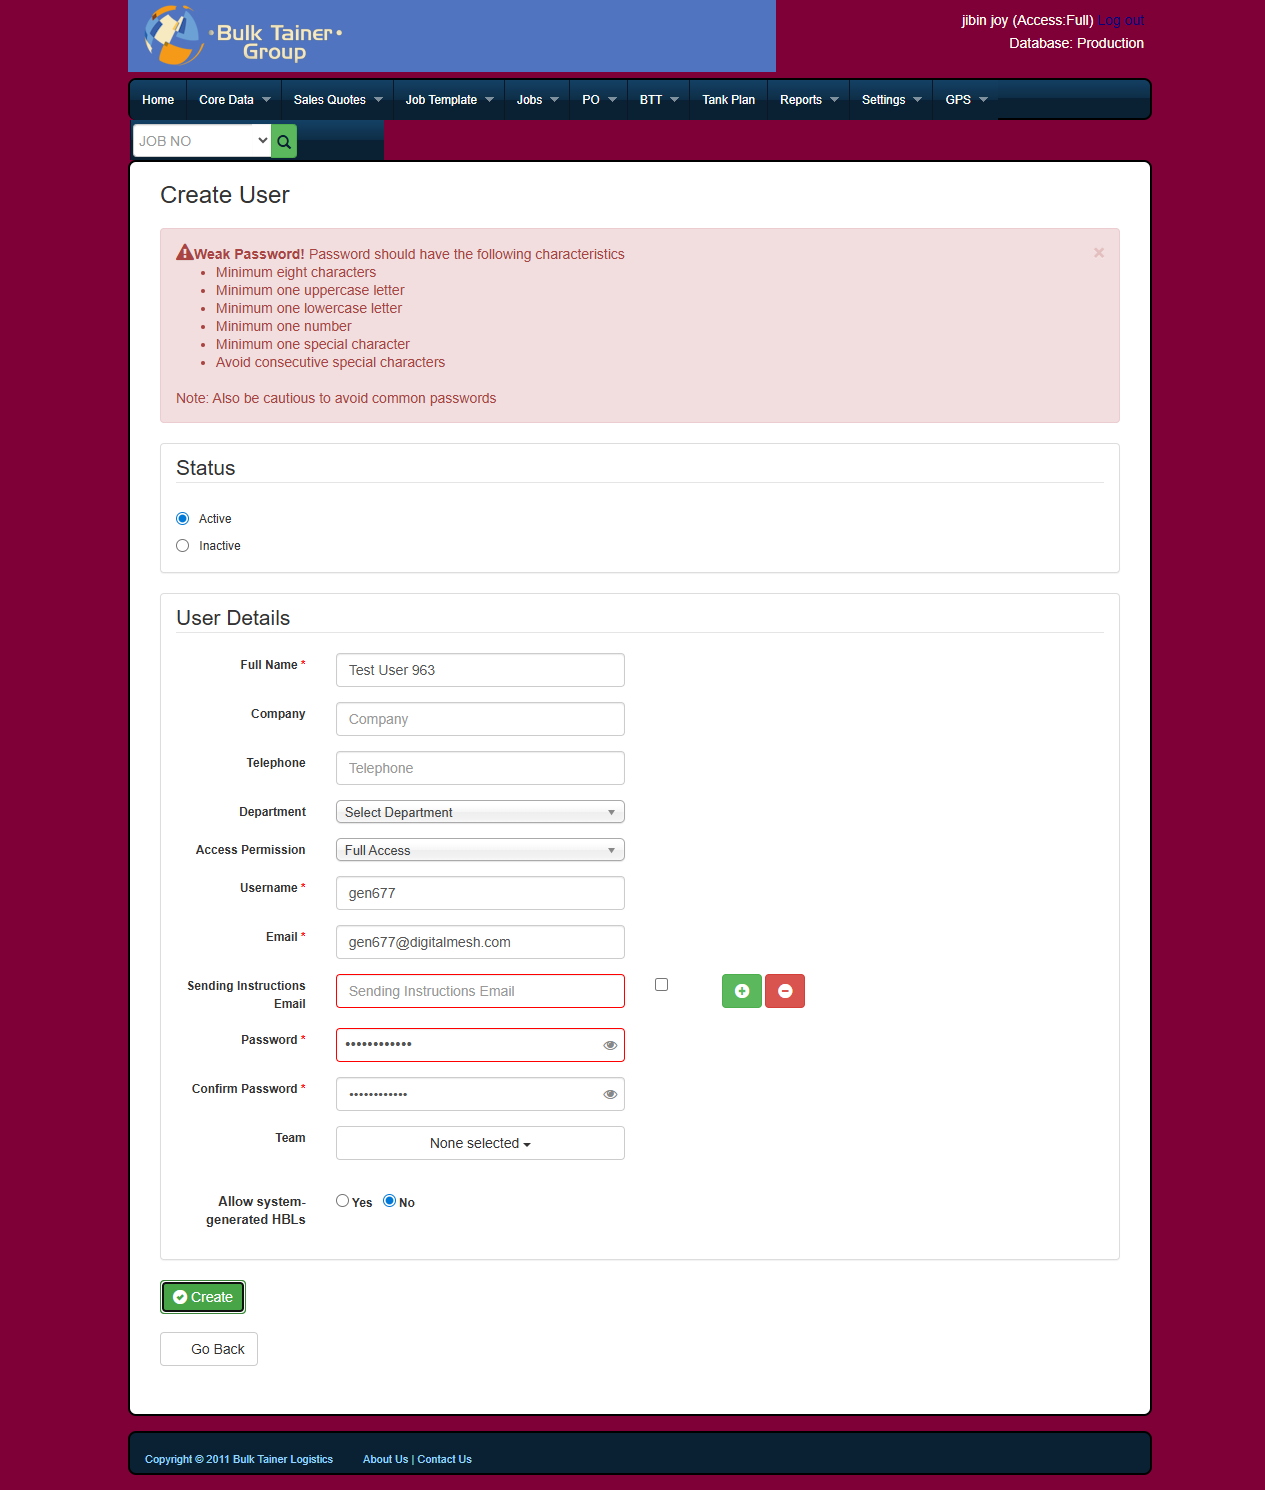 ·Bulk Tainer·
Group
jibin joy (Access:Full) Log out
Database: Production
Home Core Data Sales Quotes Job Template Jobs PO BTT Tank Plan Reports Settings GPS
JOB NO
Create User
Weak Password! Password should have the following characteristics
×
• Minimum eight characters
• Minimum one uppercase letter
• Minimum one lowercase letter
• Minimum one number
• Minimum one special character
• Avoid consecutive special characters
Note: Also be cautious to avoid common passwords
Status
Active
Inactive
User Details
Full Name * Test User 963
Company Company
Telephone Telephone
Department Select Department
Access Permission Full Access
Username * gen677
Email * gen677@digitalmesh.com
Sending Instructions Sending Instructions Email
Email
Password * ••••••••••••
Confirm Password * ••••••••••••
Team None selected
Allow system- Yes No
generated HBLs
Create
Go Back
Copyright © 2011 Bulk Tainer Logistics About Us | Contact Us